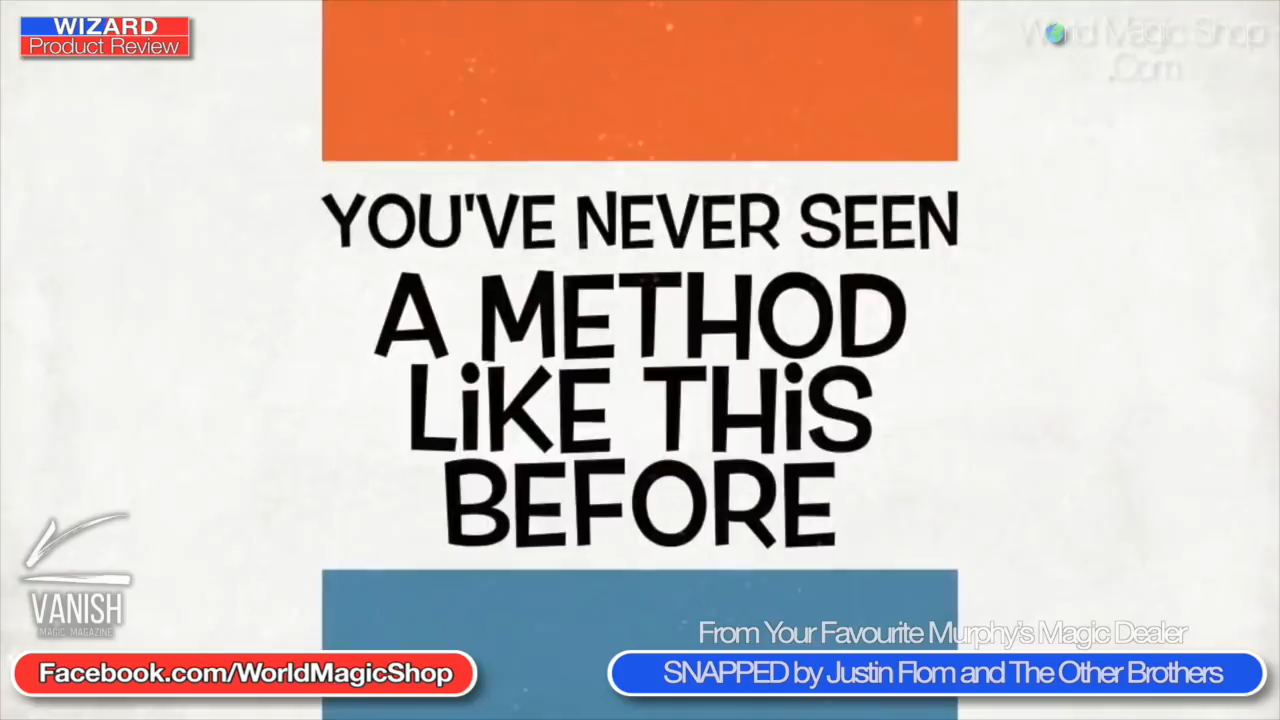 WIZARD
Product Review
World Magic Shop
.Com
YOU'VE NEVER SEEN
A METHOD
LiKE THiS
BEFORE
VANISH
MAGIC MAGAZINE
From Your Favourite Murphy's Magic Dealer
Facebook.com/WorldMagicShop
SNAPPED by Justin Flom and The Other Brothers